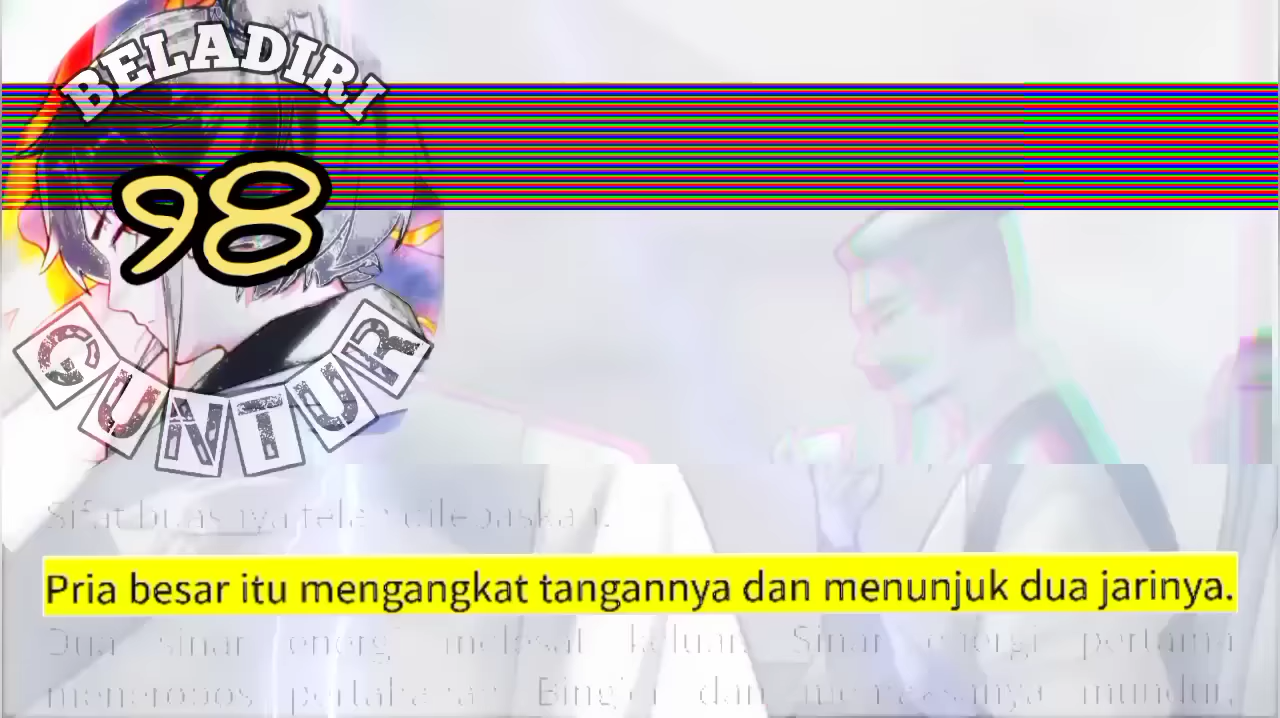 BELADIRI
98
GUNTUR
Sifat buas nya telah dilepaskan.
Pria besar itu mengangkat tangannya dan menunjuk dua jarinya.
Dua sinar energi melesat keluar. Sinar energi pertama
menerobos pertahanan dan memaksanya mundur,